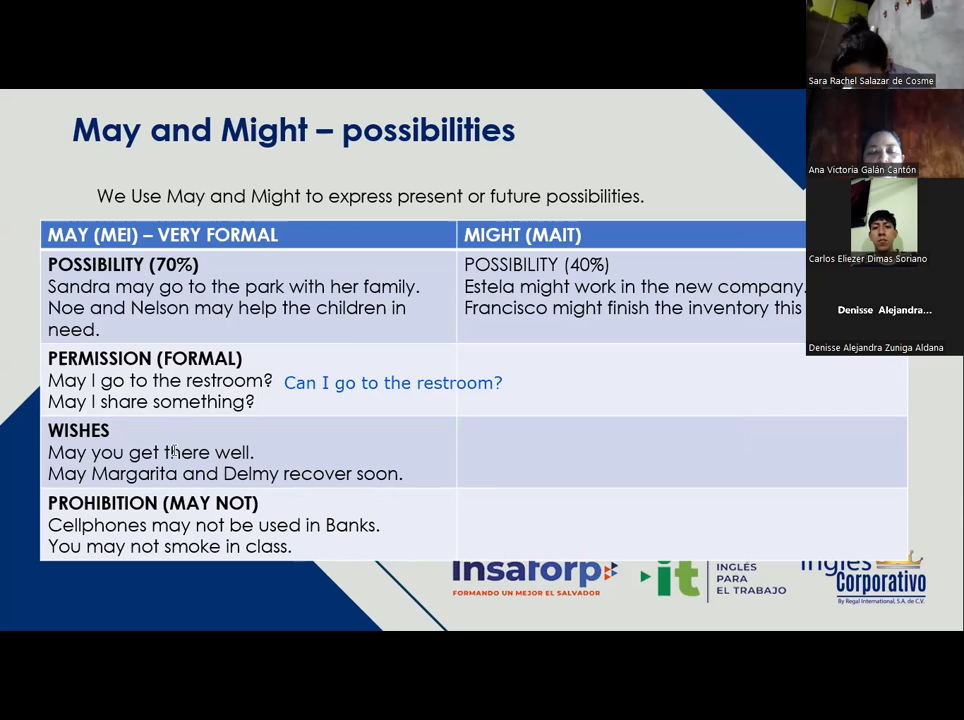 Sara Rachel Salazar de Cosme
Ana Victoria Galán Cantón
Carlos Eliezer Dimas Soriano
Denisse Alejandra...
Denisse Alejandra Zuniga Aldana
May and Might – possibilities
We Use May and Might to express present or future possibilities.
MAY (MEI) – VERY FORMAL
MIGHT (MAIT)
POSSIBILITY (70%)
Sandra may go to the park with her family.
Noe and Nelson may help the children in
need.
POSSIBILITY (40%)
Estela might work in the new company.
Francisco might finish the inventory this
PERMISSION (FORMAL)
May I go to the restroom?
Can I go to the restroom?
May I share something?
WISHES
May you get there well.
May Margarita and Delmy recover soon.
PROHIBITION (MAY NOT)
Cellphones may not be used in Banks.
You may not smoke in class.
Insaforp
FORMANDO UN MEJOR EL SALVADOR
it
INGLÉS
PARA
EL TRABAJO
Inglés
Corporativo
By Regal International, S.A. de C.V.